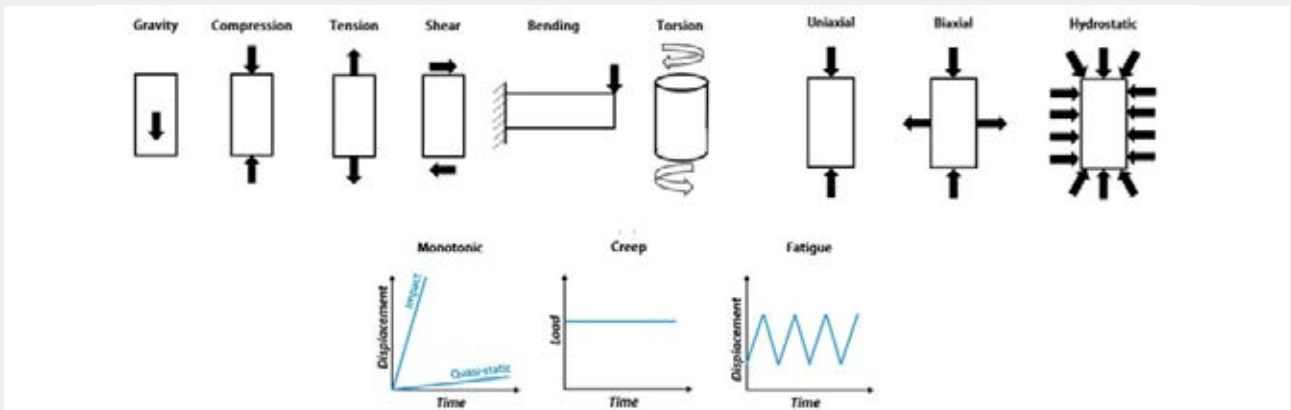 Gravity Compression Tension Shear Bending Torsion Uniaxial Biaxial Hydrostatic
Monotonic Creep Fatigue
Displacement
Impact
Quasi-static
Time
Load
Time
Displacement
Time